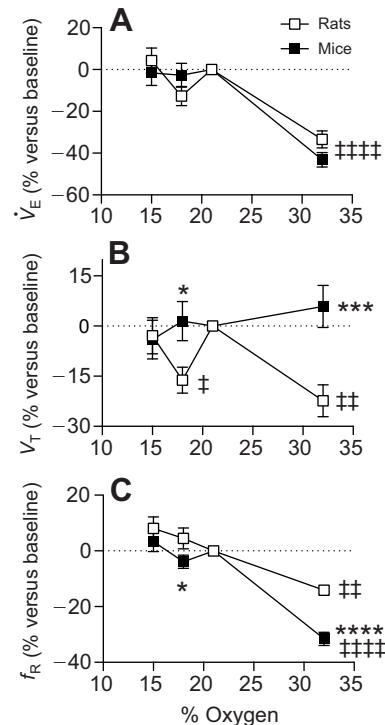 A
Rats
Mice
20
0
−20
−40
−60
V̇E (% versus baseline)
‡‡‡‡
10 15 20 25 30 35
B
15
0
−15
−30
VT (% versus baseline)
*
***
‡
‡‡
10 15 20 25 30 35
C
20
0
−20
−40
fR (% versus baseline)
*
‡‡
****
‡‡‡‡
10 15 20 25 30 35
% Oxygen